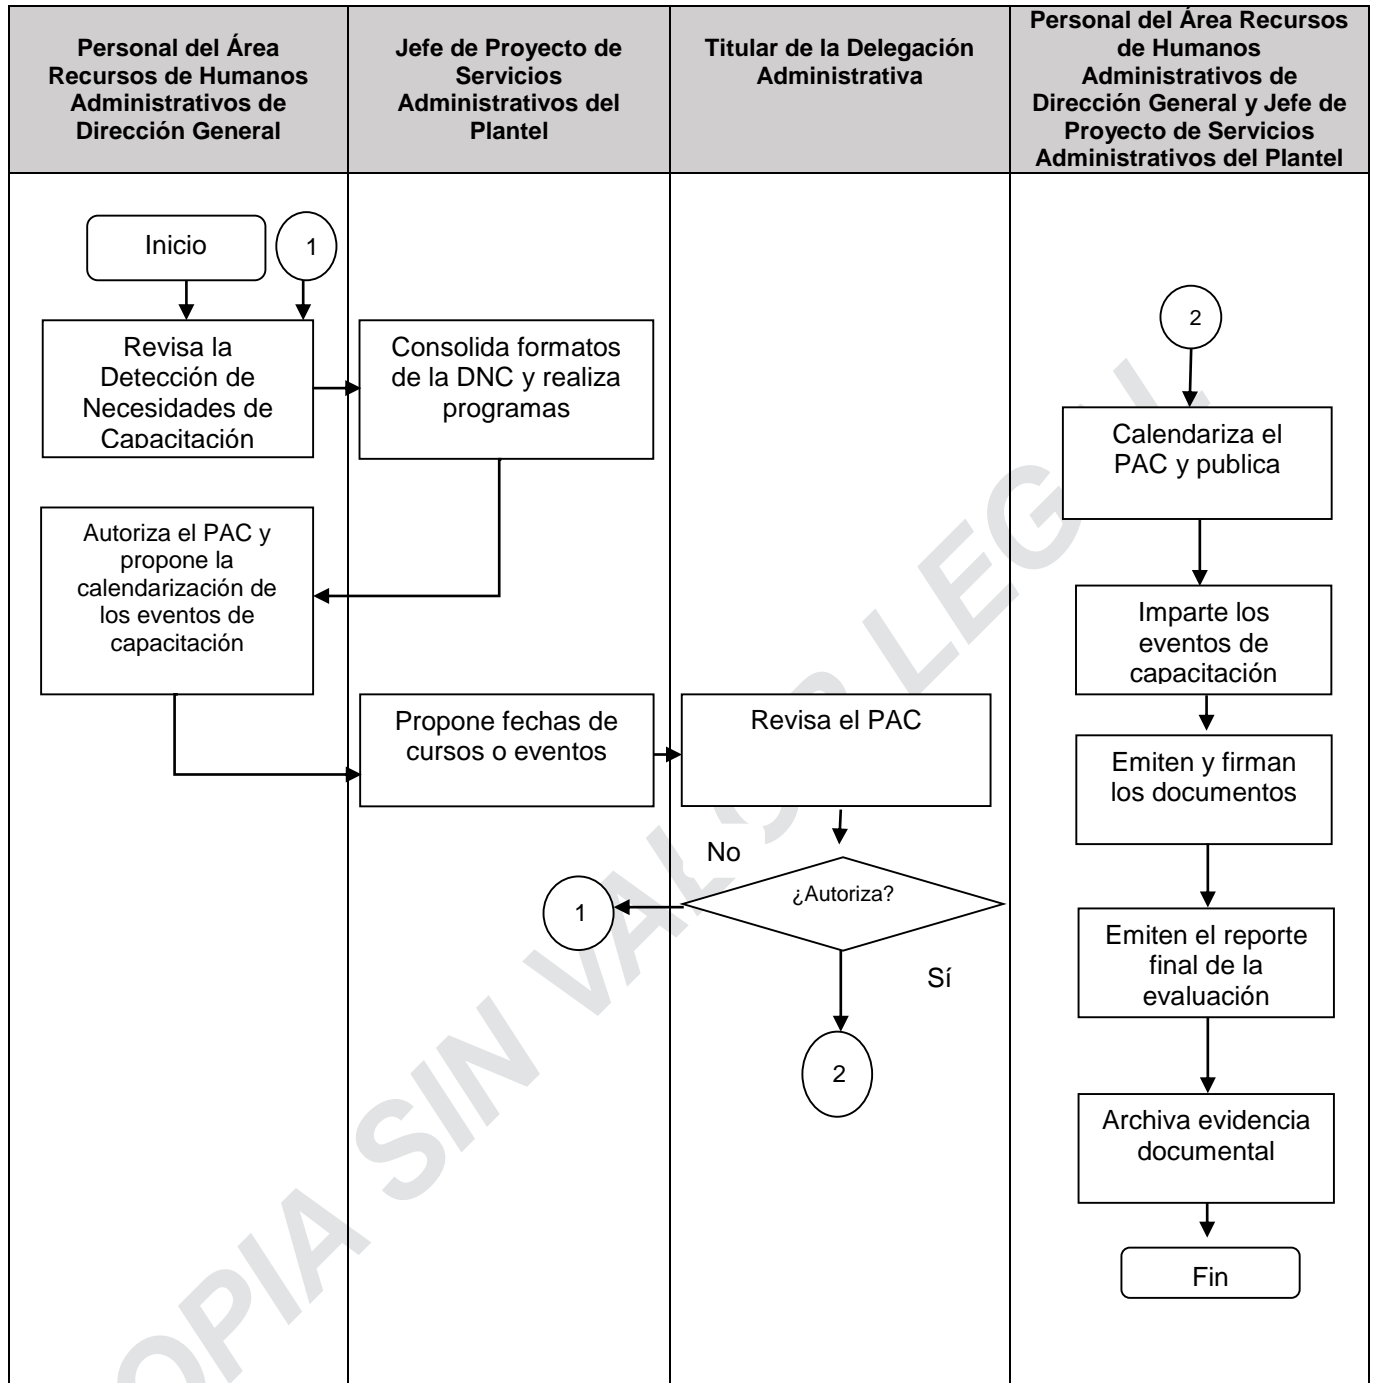 Personal del Área
Recursos de Humanos
Administrativos de
Dirección General
Jefe de Proyecto de
Servicios
Administrativos del
Plantel
Titular de la Delegación
Administrativa
Personal del Área Recursos
de Humanos
Administrativos de
Dirección General y Jefe de
Proyecto de Servicios
Administrativos del Plantel
Inicio
1
Revisa la
Detección de
Necesidades de
Capacitación
Consolida formatos
de la DNC y realiza
programas
Autoriza el PAC y
propone la
calendarización de
los eventos de
capacitación
Propone fechas de
cursos o eventos
Revisa el PAC
No
¿Autoriza?
1
Sí
2
2
Calendariza el
PAC y publica
Imparte los
eventos de
capacitación
Emiten y firman
los documentos
Emiten el reporte
final de la
evaluación
Archiva evidencia
documental
Fin
OPIA SIN VALOR LEGAL